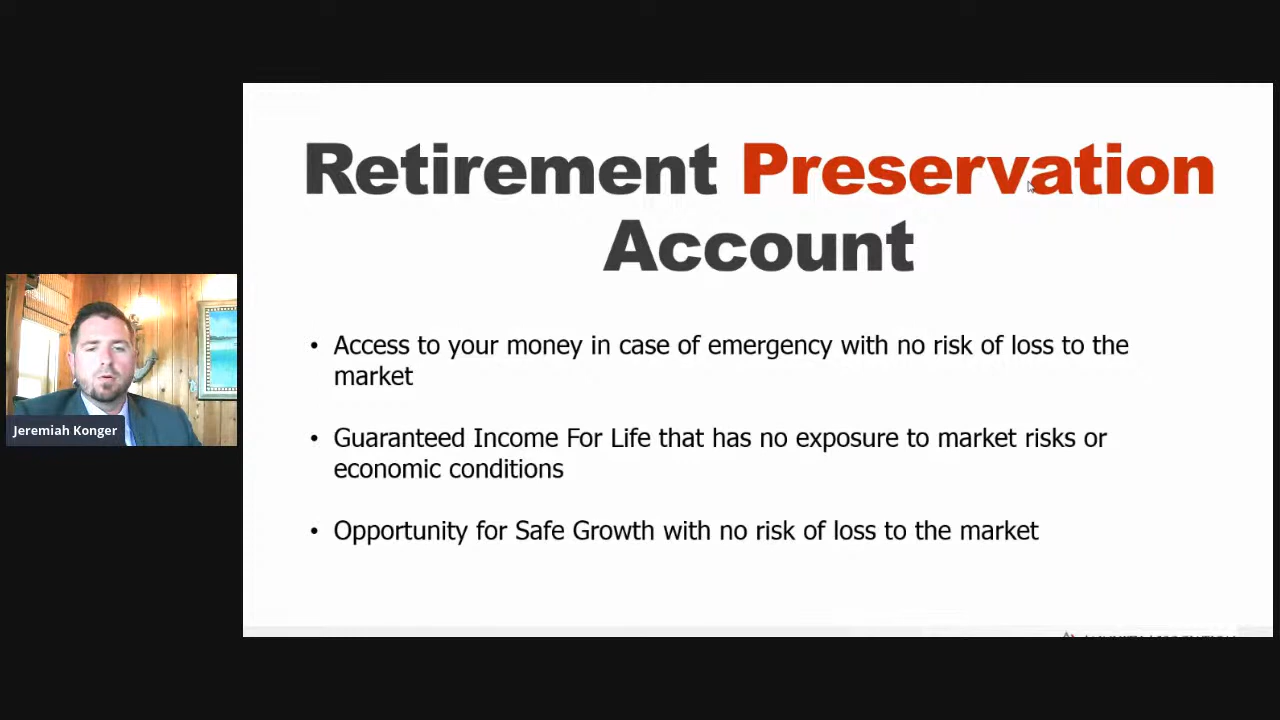 Retirement Preservation
Account
• Access to your money in case of emergency with no risk of loss to the
market
• Guaranteed Income For Life that has no exposure to market risks or
economic conditions
• Opportunity for Safe Growth with no risk of loss to the market
Jeremiah Konger